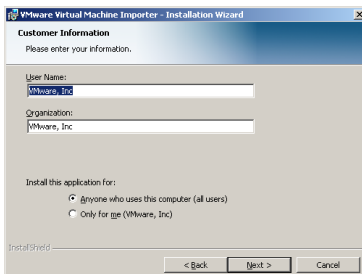 VMware Virtual Machine Importer - Installation Wizard
Customer Information
Please enter your information.
User Name:
VMware, Inc
Organization:
VMware, Inc
Install this application for:
Anyone who uses this computer (all users)
Only for me (VMware, Inc)
InstallShield
< Back
Next >
Cancel